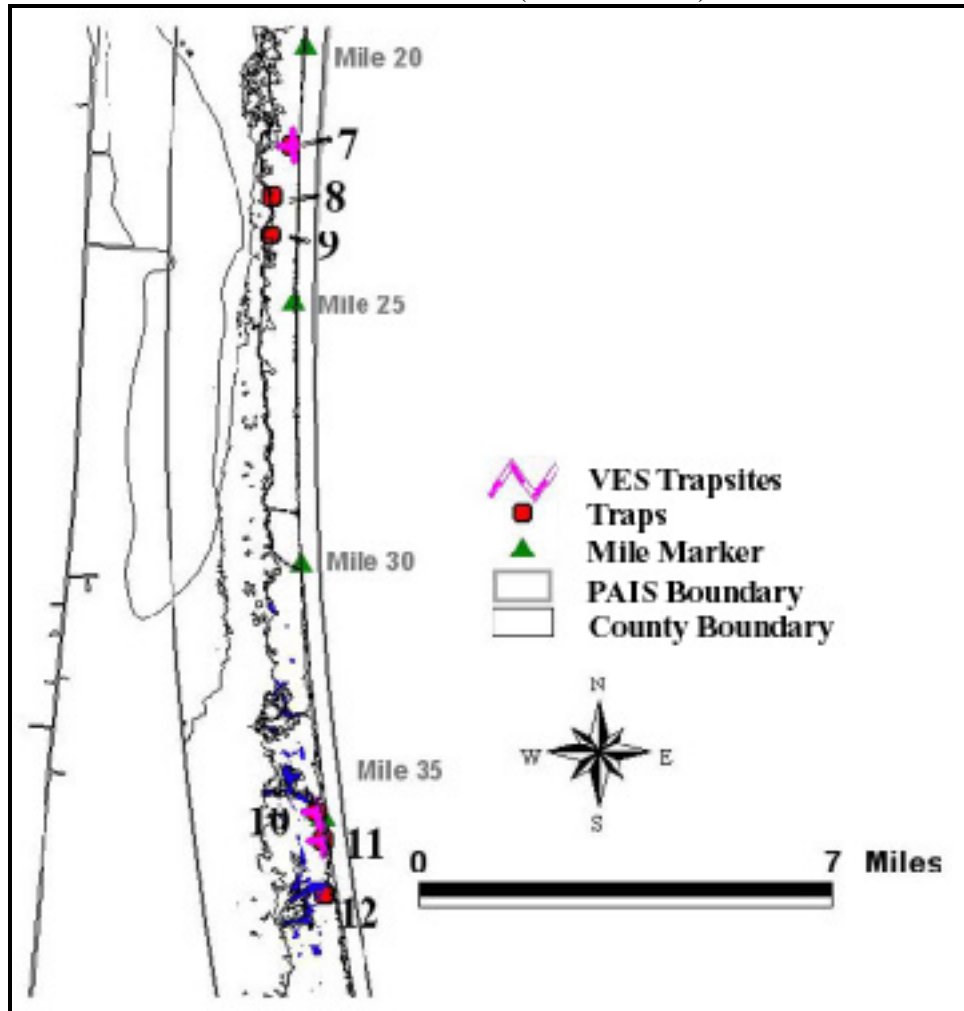 Mile 20
7
8
9
Mile 25
VES Trapsites
Traps
Mile Marker
Mile 30
PAIS Boundary
County Boundary
N
W E
S
Mile 35
10
11
0 7 Miles
12